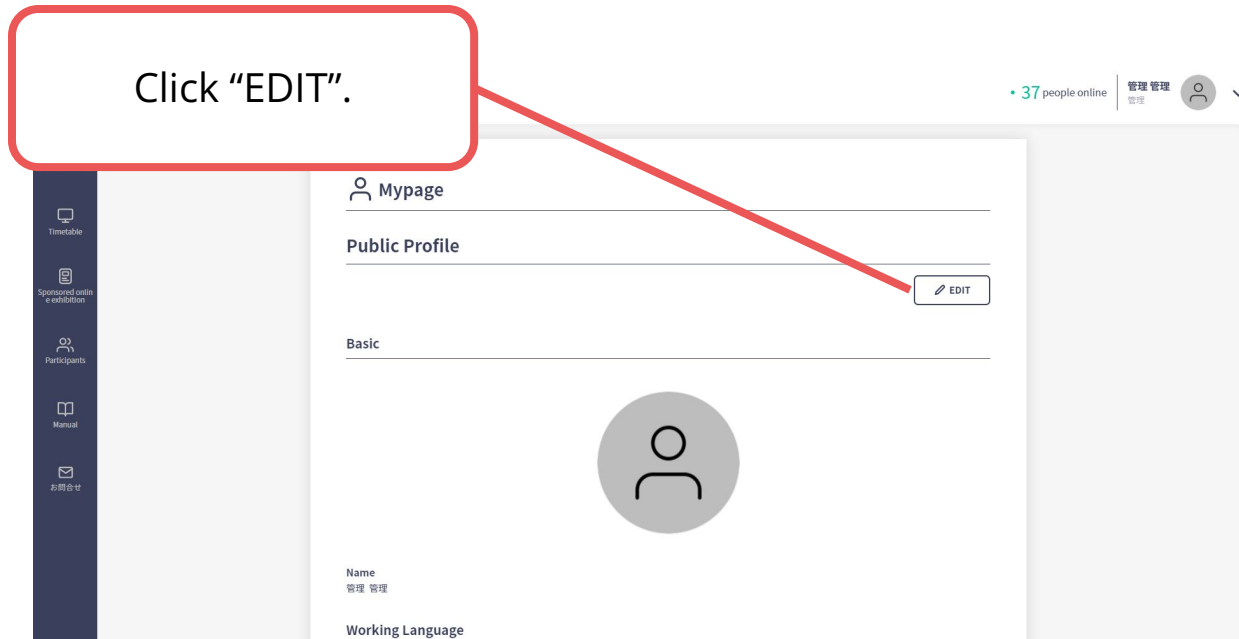 Click “EDIT”.
• 37 people online
管理 管理
管理
Mypage
Public Profile
EDIT
Basic
Name
管理 管理
Working Language
Timetable
Sponsored onlin
e exhibition
Participants
Manual
お問合せ